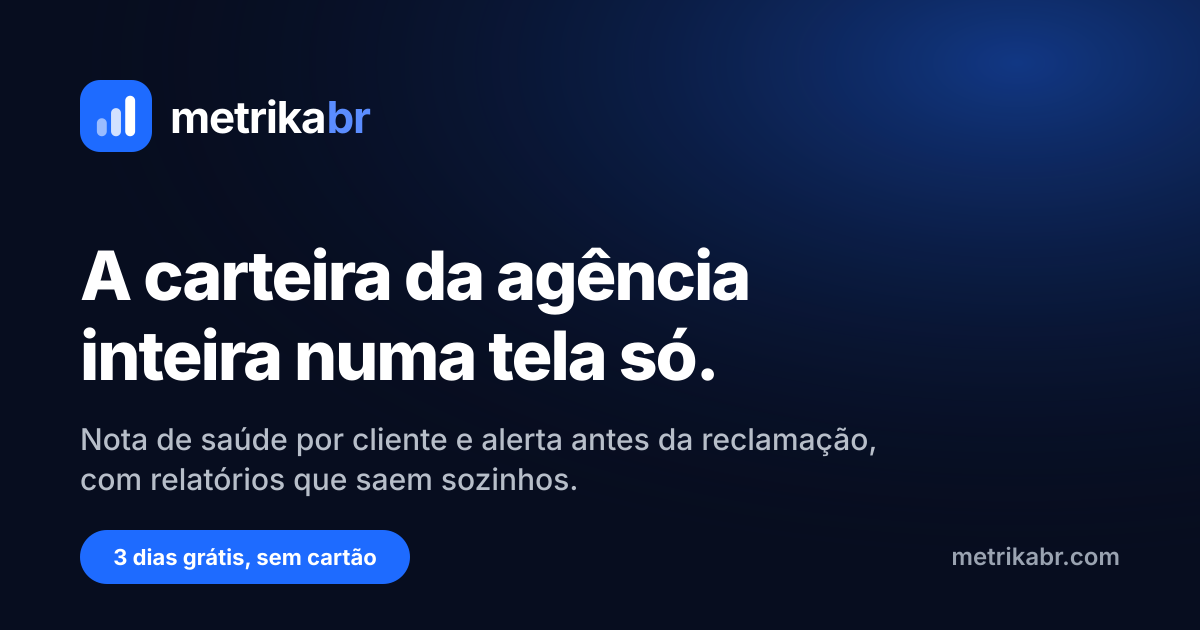 metrikabr
A carteira da agência
inteira numa tela só.
Nota de saúde por cliente e alerta antes da reclamação,
com relatórios que saem sozinhos.
3 dias grátis, sem cartão
metrikabr.com